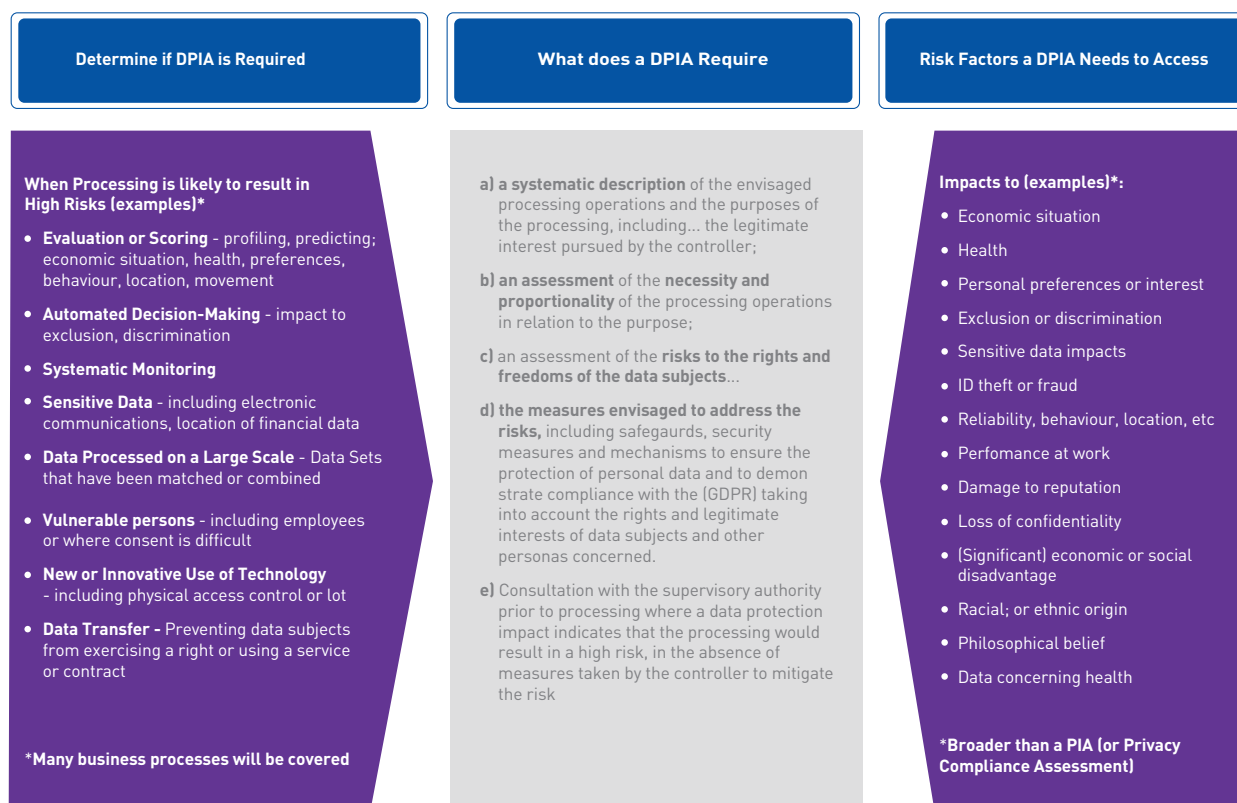 Determine if DPIA is Required
What does a DPIA Require
Risk Factors a DPIA Needs to Access
When Processing is likely to result in
High Risks (examples)*
• Evaluation or Scoring - profiling, predicting;
economic situation, health, preferences,
behaviour, location, movement
• Automated Decision-Making - impact to
exclusion, discrimination
• Systematic Monitoring
• Sensitive Data - including electronic
communications, location of financial data
• Data Processed on a Large Scale - Data Sets
that have been matched or combined
• Vulnerable persons - including employees
or where consent is difficult
• New or Innovative Use of Technology
- including physical access control or lot
• Data Transfer - Preventing data subjects
from exercising a right or using a service
or contract
*Many business processes will be covered
a) a systematic description of the envisaged
processing operations and the purposes of
the processing, including... the legitimate
interest pursued by the controller;
b) an assessment of the necessity and
proportionality of the processing operations
in relation to the purpose;
c) an assessment of the risks to the rights and
freedoms of the data subjects...
d) the measures envisaged to address the
risks, including safegaurds, security
measures and mechanisms to ensure the
protection of personal data and to demon
strate compliance with the (GDPR) taking
into account the rights and legitimate
interests of data subjects and other
personas concerned.
e) Consultation with the supervisory authority
prior to processing where a data protection
impact indicates that the processing would
result in a high risk, in the absence of
measures taken by the controller to mitigate
the risk
Impacts to (examples)*:
• Economic situation
• Health
• Personal preferences or interest
• Exclusion or discrimination
• Sensitive data impacts
• ID theft or fraud
• Reliability, behaviour, location, etc
• Perfomance at work
• Damage to reputation
• Loss of confidentiality
• (Significant) economic or social
disadvantage
• Racial; or ethnic origin
• Philosophical belief
• Data concerning health
*Broader than a PIA (or Privacy
Compliance Assessment)